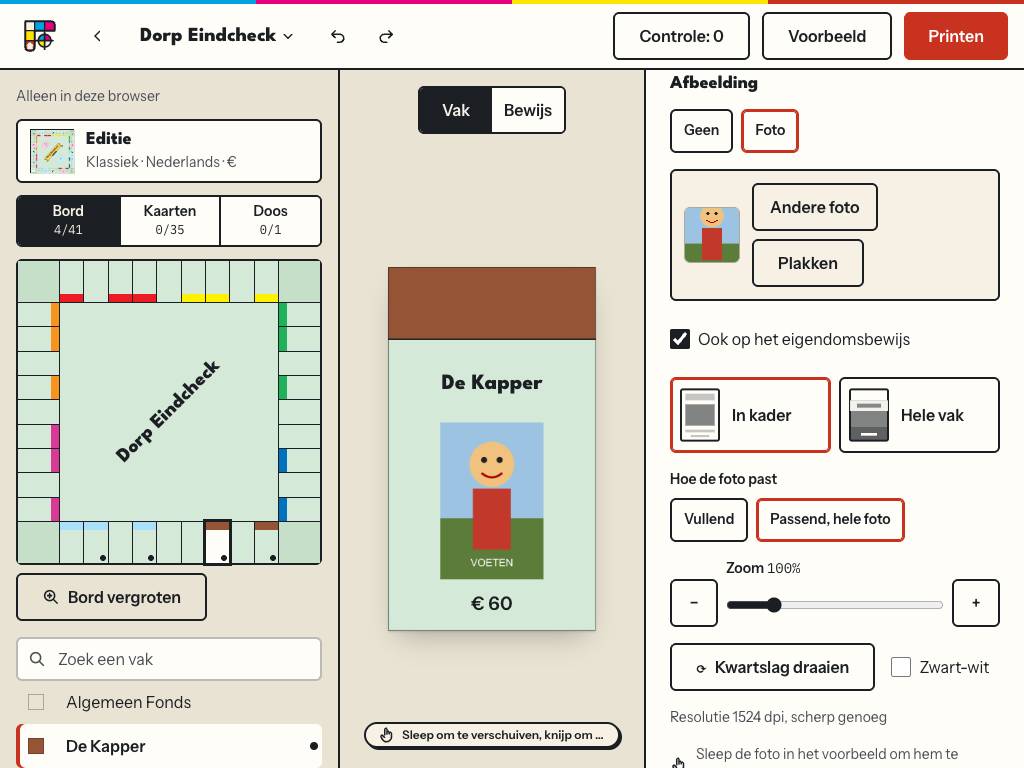 Dorp Eindcheck
Controle: 0
Voorbeeld
Printen
Alleen in deze browser
Editie
Klassiek · Nederlands · €
Bord
4/41
Kaarten
0/35
Doos
0/1
Dorp Eindcheck
Bord vergroten
Zoek een vak
Algemeen Fonds
De Kapper
Vak
Bewijs
De Kapper
VOETEN
€ 60
Sleep om te verschuiven, knijp om ...
Afbeelding
Geen
Foto
Andere foto
Plakken
Ook op het eigendomsbewijs
In kader
Hele vak
Hoe de foto past
Vullend
Passend, hele foto
Zoom 100%
−
+
Kwartslag draaien
Zwart-wit
Resolutie 1524 dpi, scherp genoeg
Sleep de foto in het voorbeeld om hem te